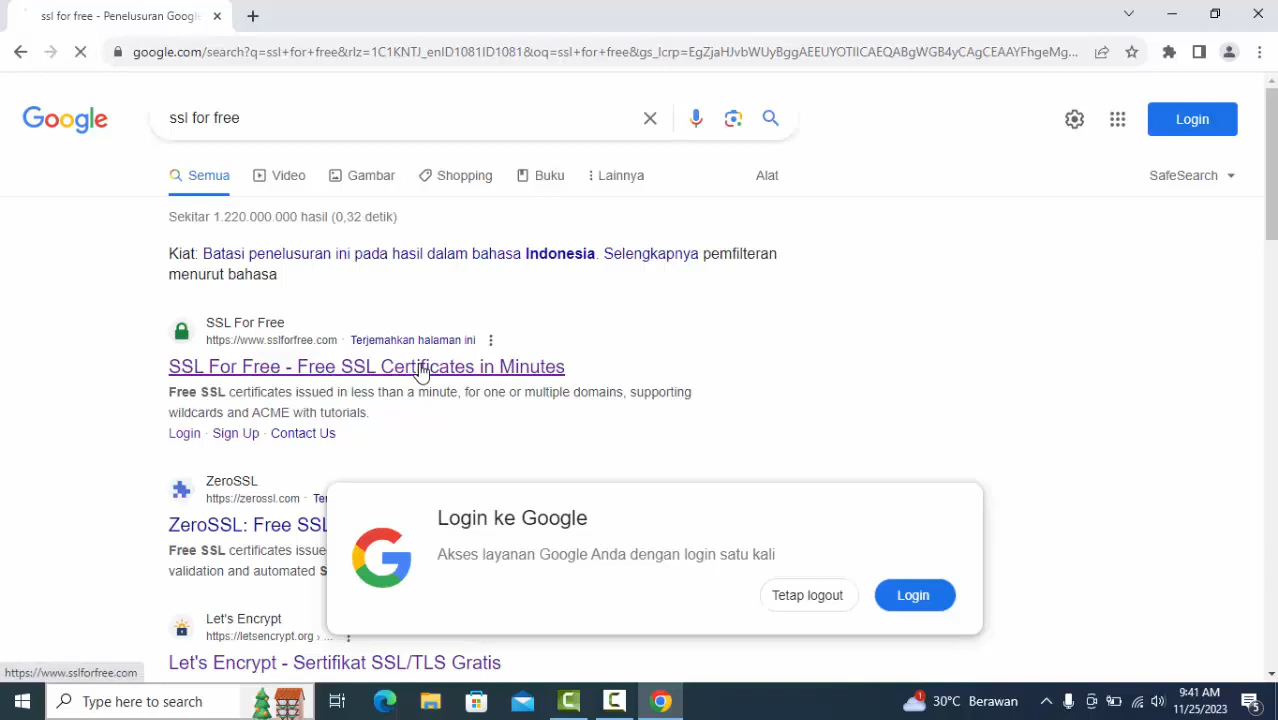 ssl for free - Penelusuran Google
google.com/search?q=ssl+for+free&rlz=1C1KNTJ_enID1081ID1081&oq=ssl+for+free&gs_lcrp=EgZjaHJvbWUyBggAEEUYOTIICAEQABgWGB4yCAgCEAAYFhgeMg...
Google
ssl for free
Login
Semua
Video
Gambar
Shopping
Buku
Lainnya
Alat
SafeSearch
Sekitar 1.220.000.000 hasil (0,32 detik)
Kiat: Batasi penelusuran ini pada hasil dalam bahasa Indonesia. Selengkapnya pemfilteran
menurut bahasa
SSL For Free
https://www.sslforfree.com · Terjemahkan halaman ini
SSL For Free - Free SSL Certificates in Minutes
Free SSL certificates issued in less than a minute, for one or multiple domains, supporting
wildcards and ACME with tutorials.
Login · Sign Up · Contact Us
ZeroSSL
https://zerossl.com · Ter
ZeroSSL: Free SSL
Free SSL certificates issue
validation and automated S
Login ke Google
Akses layanan Google Anda dengan login satu kali
Tetap logout
Login
Let's Encrypt
https://letsencrypt.org › ...
Let's Encrypt - Sertifikat SSL/TLS Gratis
https://www.sslforfree.com
Type here to search
1
30°C Berawan
9:41 AM
11/25/2023
5